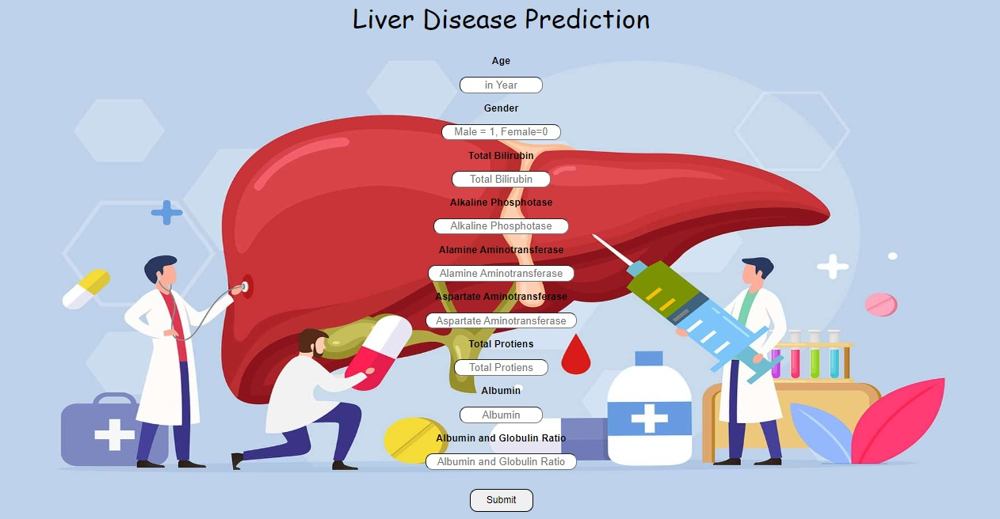 Liver Disease Prediction
Age
in Year
Gender
Male = 1, Female=0
Total Bilirubin
Total Bilirubin
Alkaline Phosphotase
Alkaline Phosphotase
Alamine Aminotransferase
Alamine Aminotransferase
Aspartate Aminotransferase
Aspartate Aminotransferase
Total Protiens
Total Protiens
Albumin
Albumin
Albumin and Globulin Ratio
Albumin and Globulin Ratio
Submit